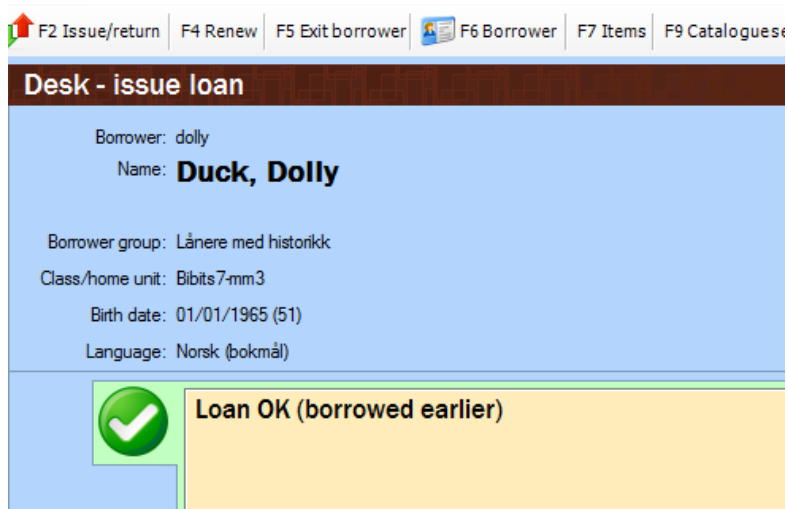 F2 Issue/return F4 Renew F5 Exit borrower F6 Borrower F7 Items F9 Cataloguese
Desk - issue loan
Borrower: dolly
Name: Duck, Dolly
Borrower group: Lånere med historikk
Class/home unit: Bibits7-mm3
Birth date: 01/01/1965 (51)
Language: Norsk (bokmål)
Loan OK (borrowed earlier)